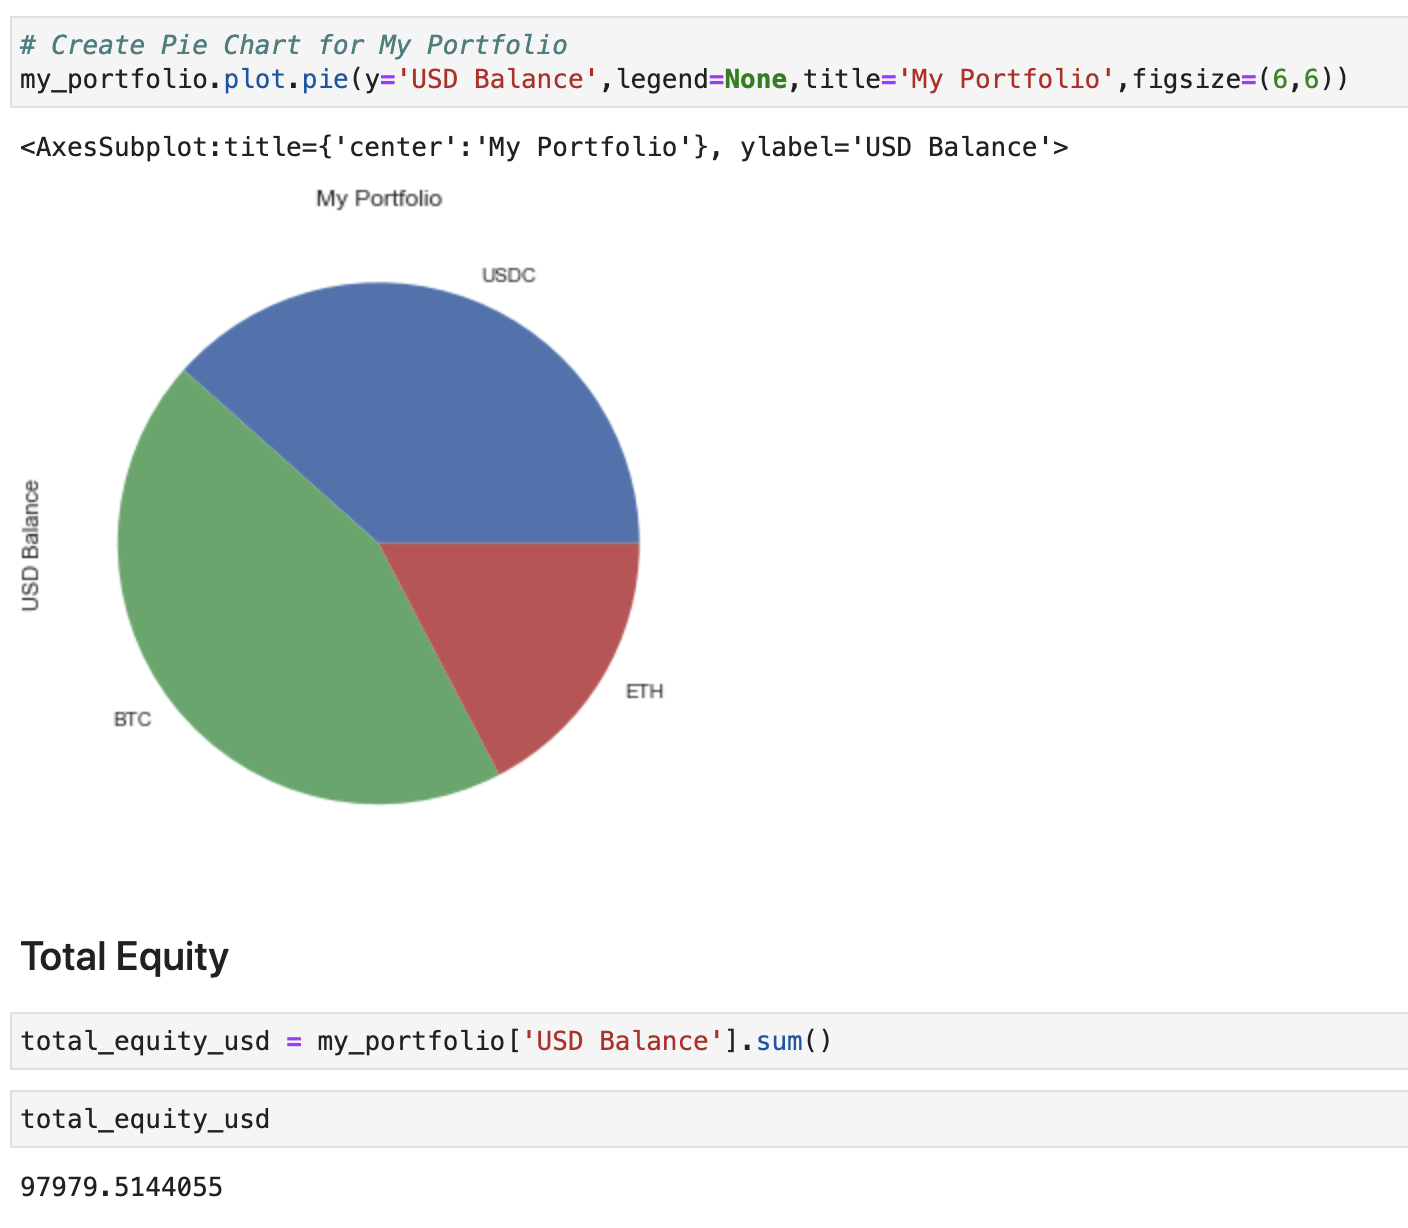 # Create Pie Chart for My Portfolio
my_portfolio.plot.pie(y='USD Balance',legend=None,title='My Portfolio',figsize=(6,6))
<AxesSubplot:title={'center':'My Portfolio'}, ylabel='USD Balance'>
My Portfolio
USDC
USD Balance
ETH
BTC
Total Equity
total_equity_usd = my_portfolio['USD Balance'].sum()
total_equity_usd
97979.5144055